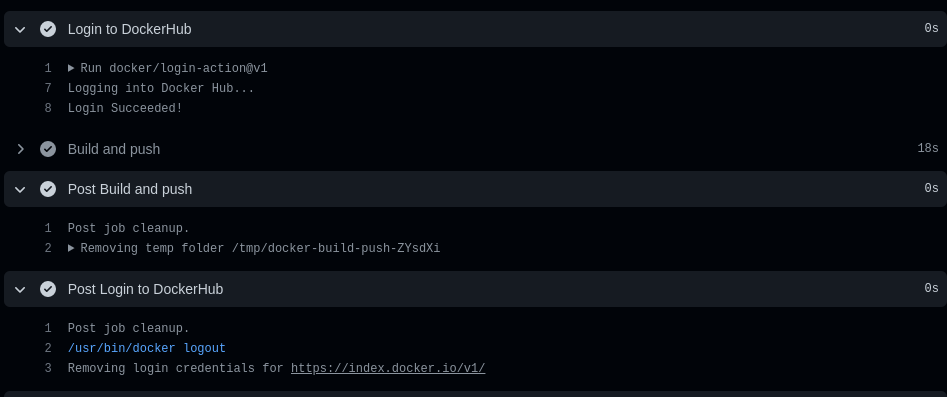 Login to DockerHub 0s
1 Run docker/login-action@v1
7 Logging into Docker Hub...
8 Login Succeeded!
Build and push 18s
Post Build and push 0s
1 Post job cleanup.
2 Removing temp folder /tmp/docker-build-push-ZYsdXi
Post Login to DockerHub 0s
1 Post job cleanup.
2 /usr/bin/docker logout
3 Removing login credentials for https://index.docker.io/v1/